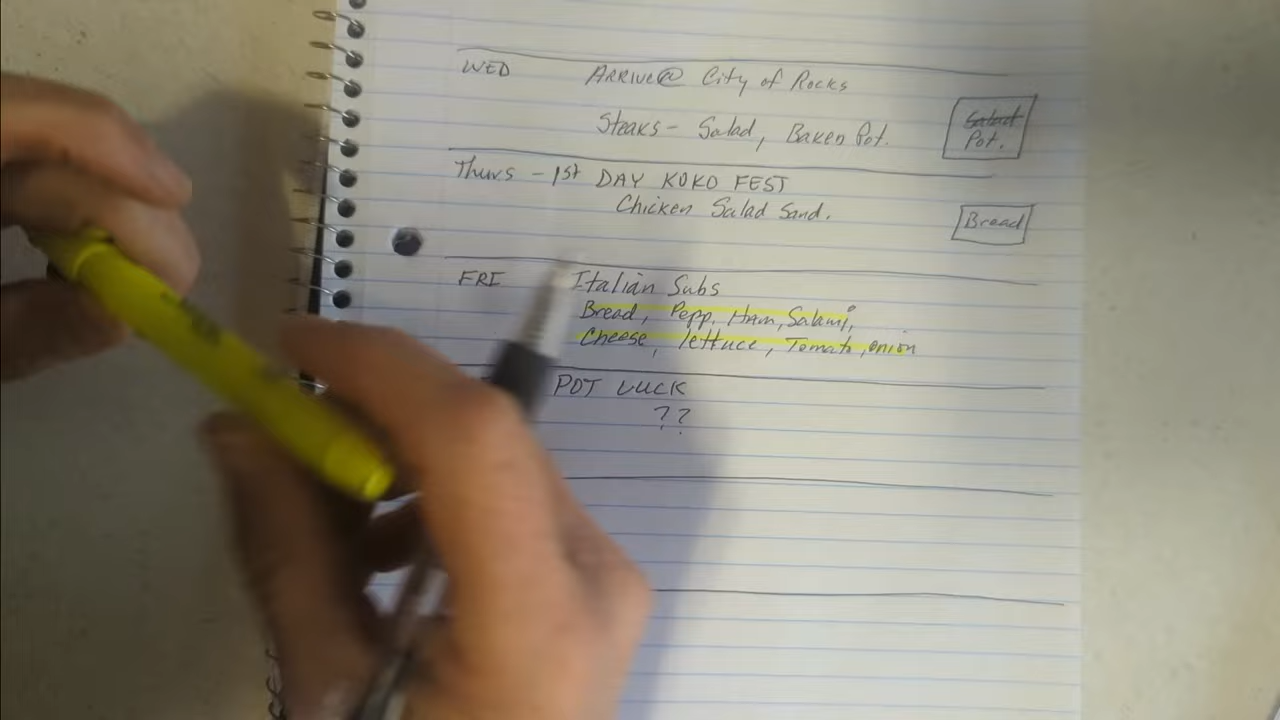 WED ARRIVE@ City of Rocks
Steaks - Salad, Baked Pot.
Salad
Pot.
Thurs - 1st DAY KOKO FEST
Chicken Salad Sand.
Bread
FRI Italian Subs
Bread, Pepp, Ham, Salami,
Cheese, lettuce, Tomato, onion
POT LUCK
??